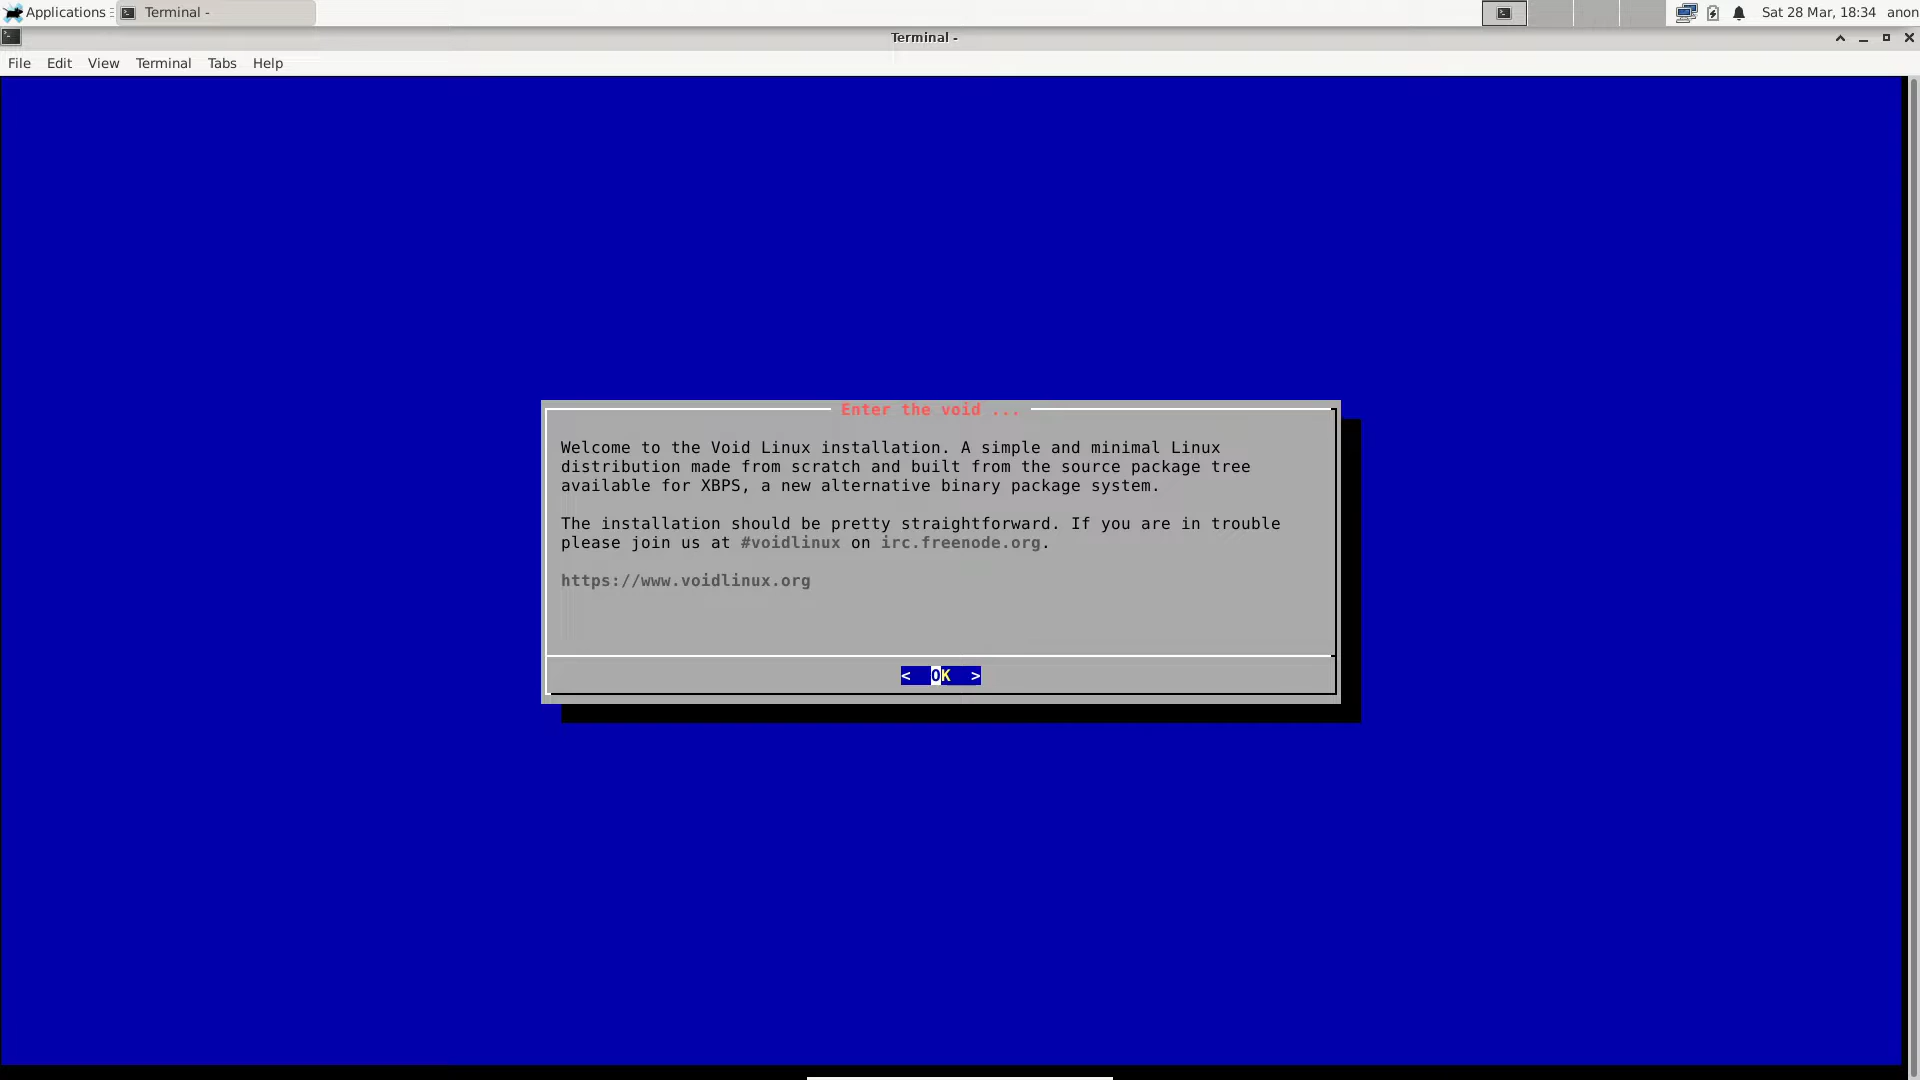 Applications
Terminal -
Sat 28 Mar, 18:34 anon
Terminal -
File Edit View Terminal Tabs Help
Enter the void ...
Welcome to the Void Linux installation. A simple and minimal Linux
distribution made from scratch and built from the source package tree
available for XBPS, a new alternative binary package system.
The installation should be pretty straightforward. If you are in trouble
please join us at #voidlinux on irc.freenode.org.
https://www.voidlinux.org
< OK >